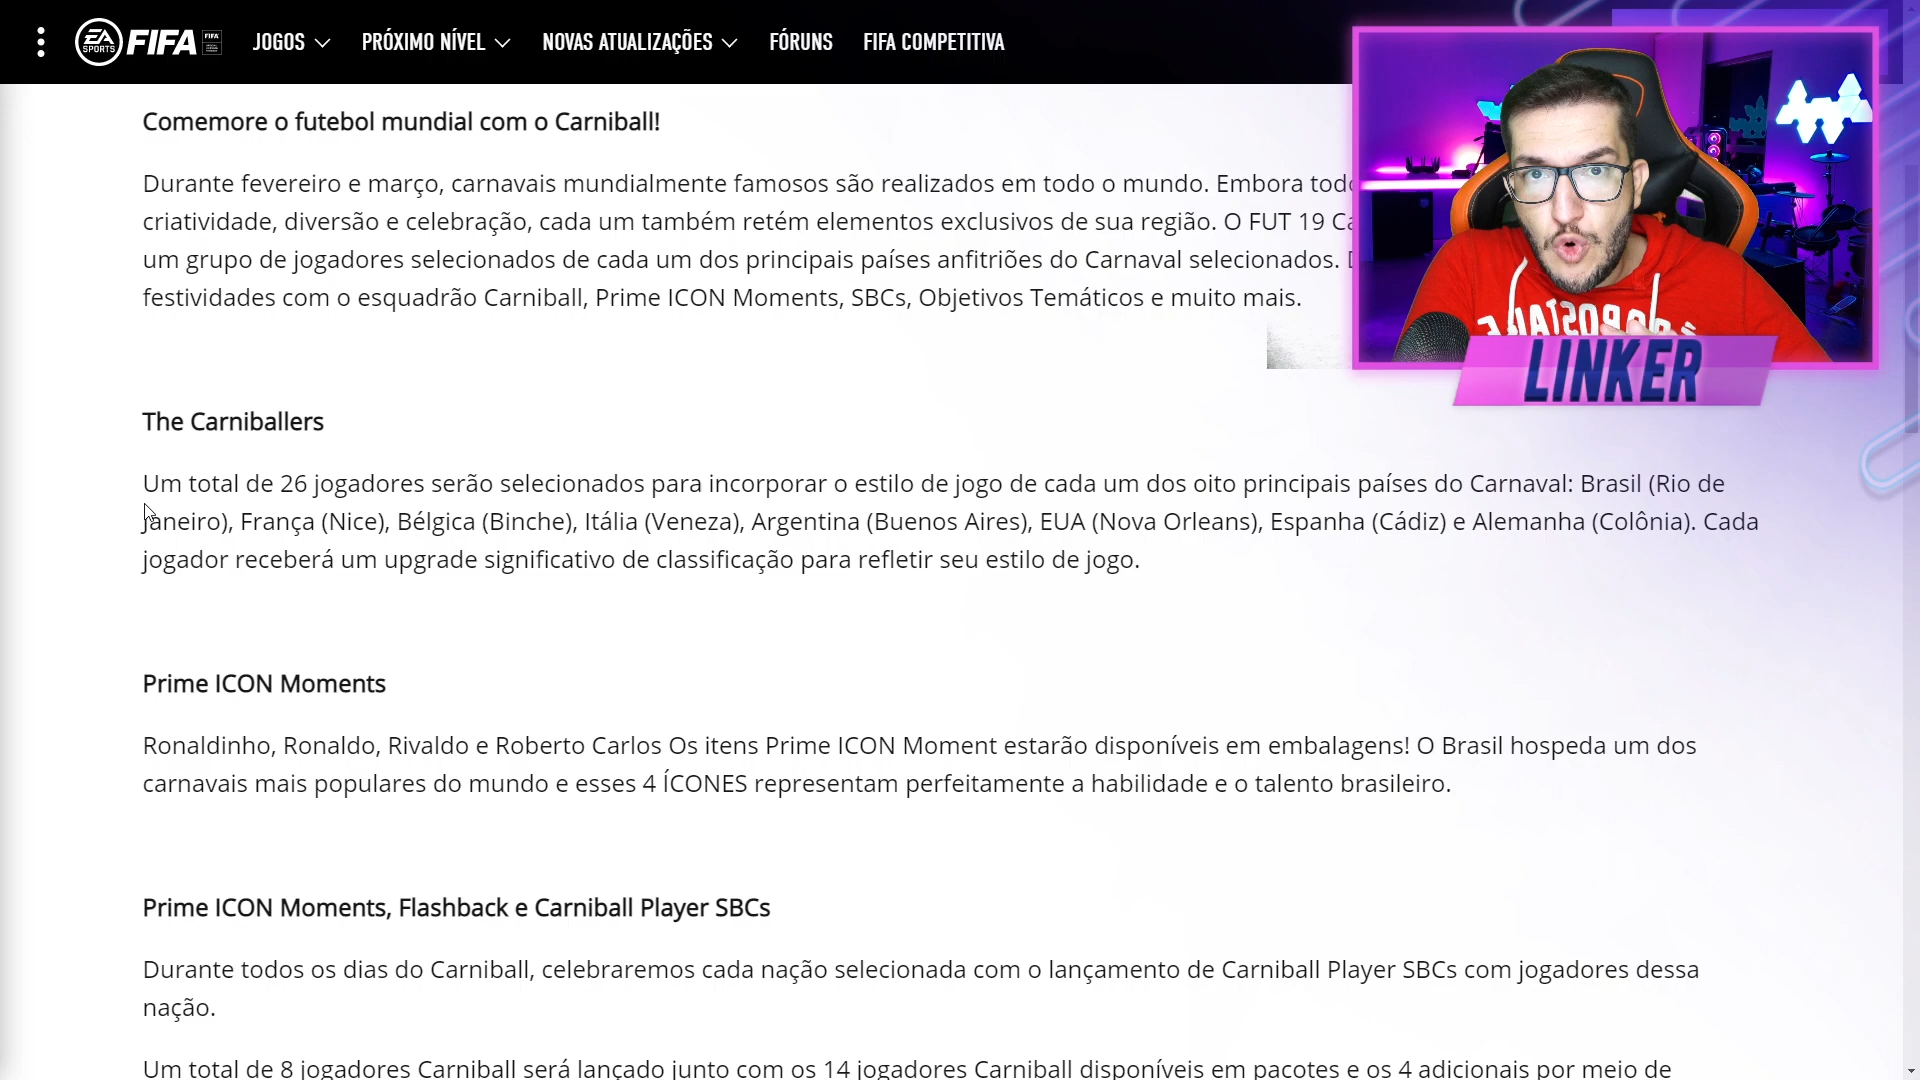 EA SPORTS FIFA FIFA JOGOS PRÓXIMO NÍVEL NOVAS ATUALIZAÇÕES FÓRUNS FIFA COMPETITIVA
Comemore o futebol mundial com o Carniball!
Durante fevereiro e março, carnavais mundialmente famosos são realizados em todo o mundo. Embora
criatividade, diversão e celebração, cada um também retém elementos exclusivos de sua região. O FUT 19
um grupo de jogadores selecionados de cada um dos principais países anfitriões do Carnaval selecionados.
festividades com o esquadrão Carniball, Prime ICON Moments, SBCs, Objetivos Temáticos e muito mais.
LINKER
The Carniballers
Um total de 26 jogadores serão selecionados para incorporar o estilo de jogo de cada um dos oito principais países do Carnaval: Brasil (Rio de
Janeiro), França (Nice), Bélgica (Binche), Itália (Veneza), Argentina (Buenos Aires), EUA (Nova Orleans), Espanha (Cádiz) e Alemanha (Colônia). Cada
jogador receberá um upgrade significativo de classificação para refletir seu estilo de jogo.
Prime ICON Moments
Ronaldinho, Ronaldo, Rivaldo e Roberto Carlos Os itens Prime ICON Moment estarão disponíveis em embalagens! O Brasil hospeda um dos
carnavais mais populares do mundo e esses 4 ÍCONES representam perfeitamente a habilidade e o talento brasileiro.
Prime ICON Moments, Flashback e Carniball Player SBCs
Durante todos os dias do Carniball, celebraremos cada nação selecionada com o lançamento de Carniball Player SBCs com jogadores dessa
nação.
Um total de 8 jogadores Carniball será lançado junto com os 14 jogadores Carniball disponíveis em pacotes e os 4 adicionais por meio de